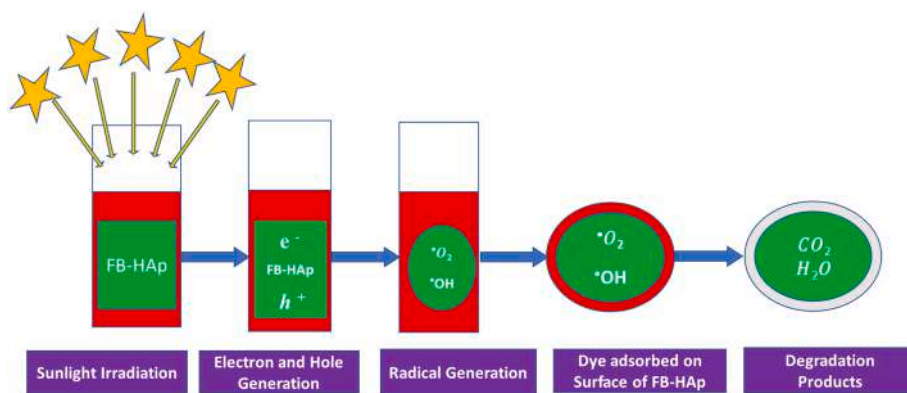 FB-HAp
e -
FB-HAp
h +
•O2
•OH
•O2
•OH
CO2
H2O
Sunlight Irradiation
Electron and Hole
Generation
Radical Generation
Dye adsorbed on
Surface of FB-HAp
Degradation
Products